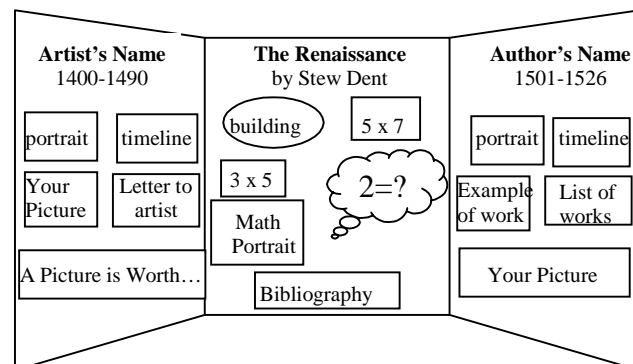 Artist's Name
1400-1490
portrait
timeline
Your
Picture
Letter to
artist
A Picture is Worth…
The Renaissance
by Stew Dent
building
5 x 7
3 x 5
2=?
Math
Portrait
Bibliography
Author's Name
1501-1526
portrait
timeline
Example
of work
List of
works
Your Picture